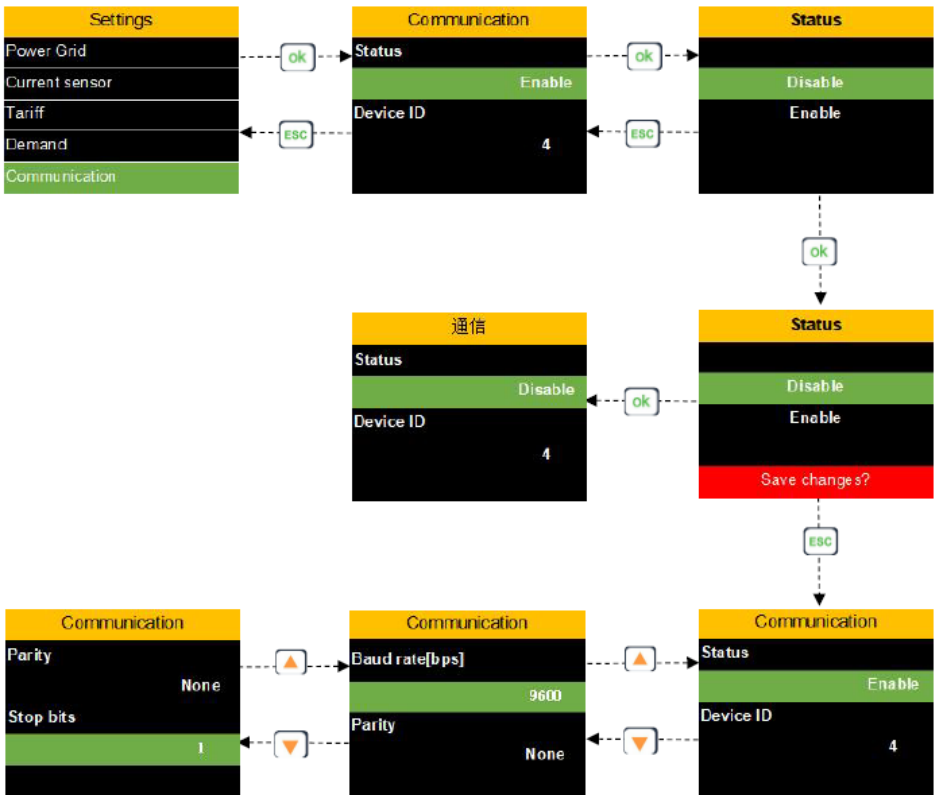 Settings
Power Grid
Current sensor
Tariff
Demand
Communication
ok
ESC
Communication
Status
Enable
Device ID
4
ok
ESC
Status
Disable
Enable
ok
通信
Status
Disable
Device ID
4
ok
Status
Disable
Enable
Save changes?
ESC
Communication
Parity
None
Stop bits
1
Communication
Baud rate[bps]
9600
Parity
None
Communication
Status
Enable
Device ID
4